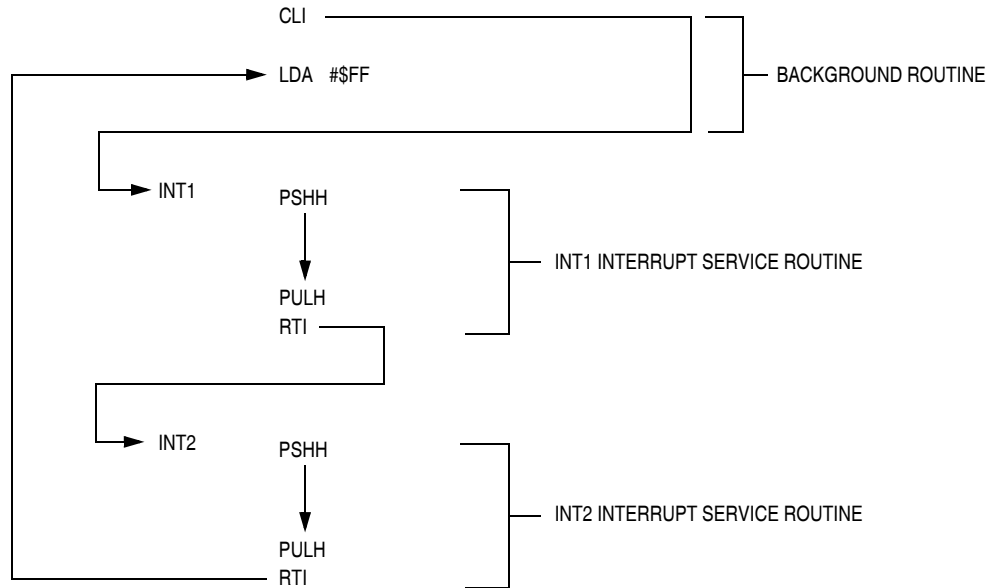 CLI
LDA #$FF
BACKGROUND ROUTINE
INT1
PSHH
INT1 INTERRUPT SERVICE ROUTINE
PULH
RTI
INT2
PSHH
INT2 INTERRUPT SERVICE ROUTINE
PULH
RTI